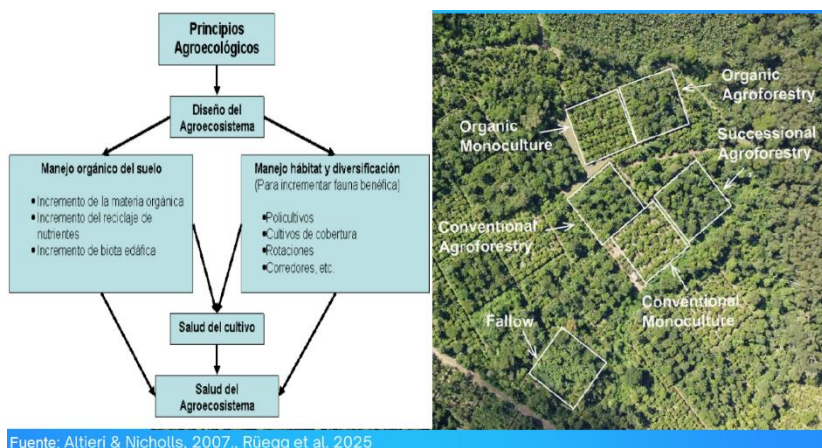 Principios
Agroecológicos
Diseño del
Agroecosistema
Manejo orgánico del suelo
•Incremento de la materia orgánica
•Incremento del reciclaje de
nutrientes
•Incremento de biota edáfica
Manejo hábitat y diversificación
(Para incrementar fauna benéfica)
•Policultivos
•Cultivos de cobertura
•Rotaciones
•Corredores, etc.
Salud del cultivo
Salud del
Agroecosistema
Organic
Agroforestry
Organic
Monoculture
Successional
Agroforestry
Conventional
Agroforestry
Conventional
Monoculture
Fallow
Fuente: Altieri & Nicholls, 2007., Rüegg et al. 2025